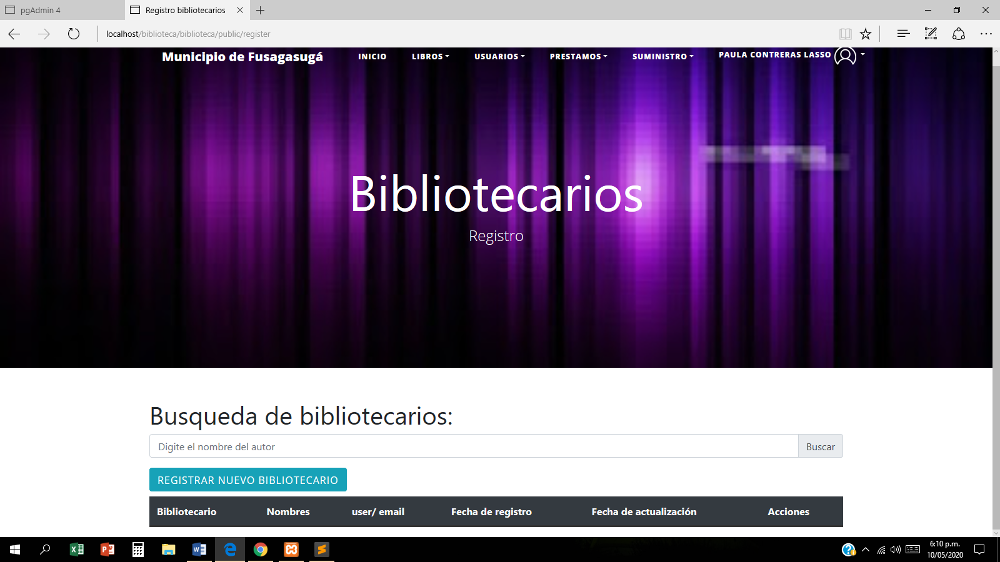 pgAdmin 4
Registro bibliotecarios
localhost/biblioteca/biblioteca/public/register
Municipio de Fusagasugá
INICIO
LIBROS
USUARIOS
PRESTAMOS
SUMINISTRO
PAULA CONTRERAS LASSO
Bibliotecarios
Registro
Busqueda de bibliotecarios:
Digite el nombre del autor
Buscar
REGISTRAR NUEVO BIBLIOTECARIO
Bibliotecario Nombres user/ email Fecha de registro Fecha de actualización Acciones
6:10 p.m.
10/05/2020